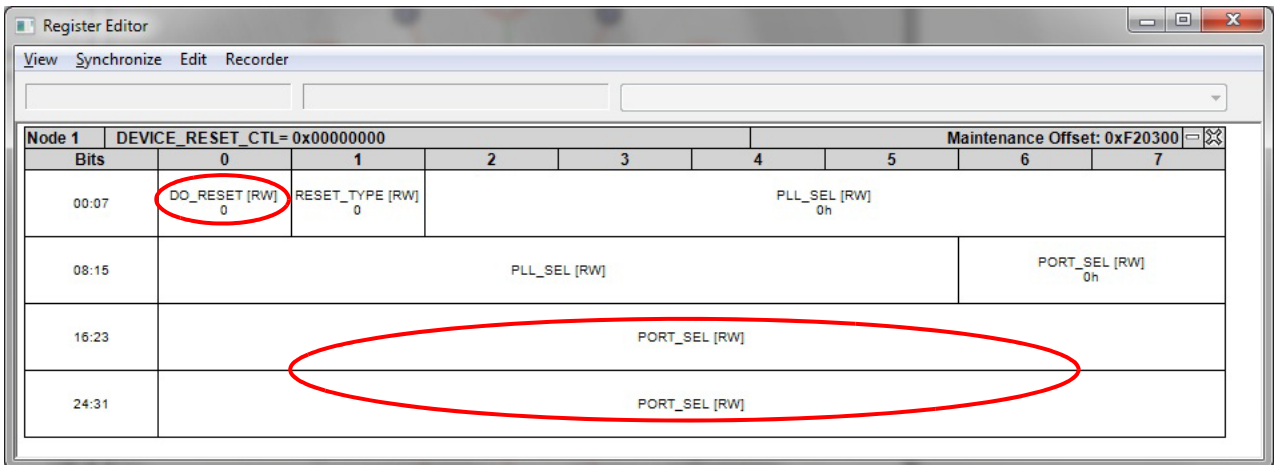 Register Editor
View Synchronize Edit Recorder
Node 1 DEVICE_RESET_CTL= 0x00000000 Maintenance Offset: 0xF20300
Bits 0 1 2 3 4 5 6 7
00:07 DO_RESET [RW] RESET_TYPE [RW] PLL_SEL [RW]
0 0 0h
08:15 PLL_SEL [RW] PORT_SEL [RW]
0h
16:23 PORT_SEL [RW]
24:31 PORT_SEL [RW]